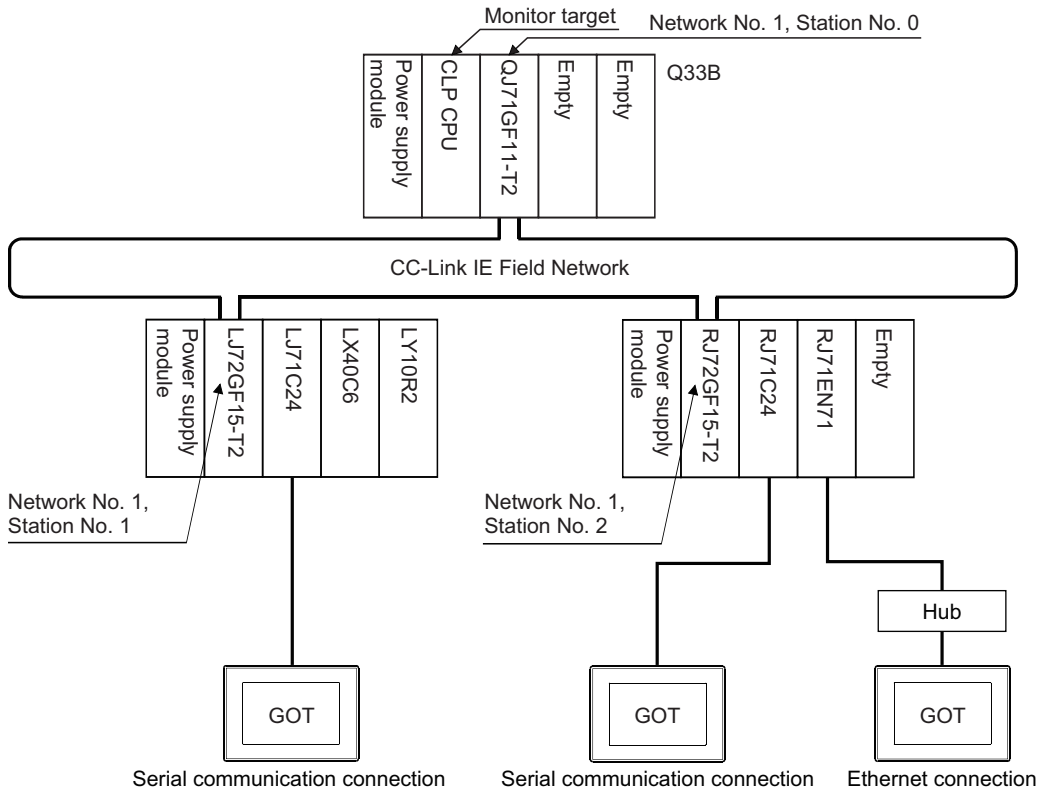 Monitor target
Network No. 1, Station No. 0
Power supply
module
CLP CPU
QJ71GF11-T2
Empty
Empty
Q33B
CC-Link IE Field Network
Power supply
module
LJ72GF15-T2
LJ71C24
LX40C6
LY10R2
Power supply
module
RJ72GF15-T2
RJ71C24
RJ71EN71
Empty
Network No. 1,
Station No. 1
Network No. 1,
Station No. 2
Hub
GOT
GOT
GOT
Serial communication connection
Serial communication connection
Ethernet connection